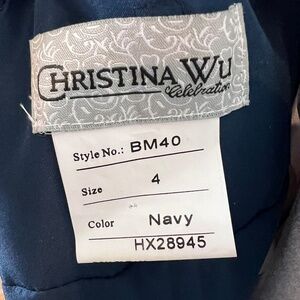 CHRISTINA WU
Celebration
Style No.: BM40
Size 4
Color Navy
HX28945